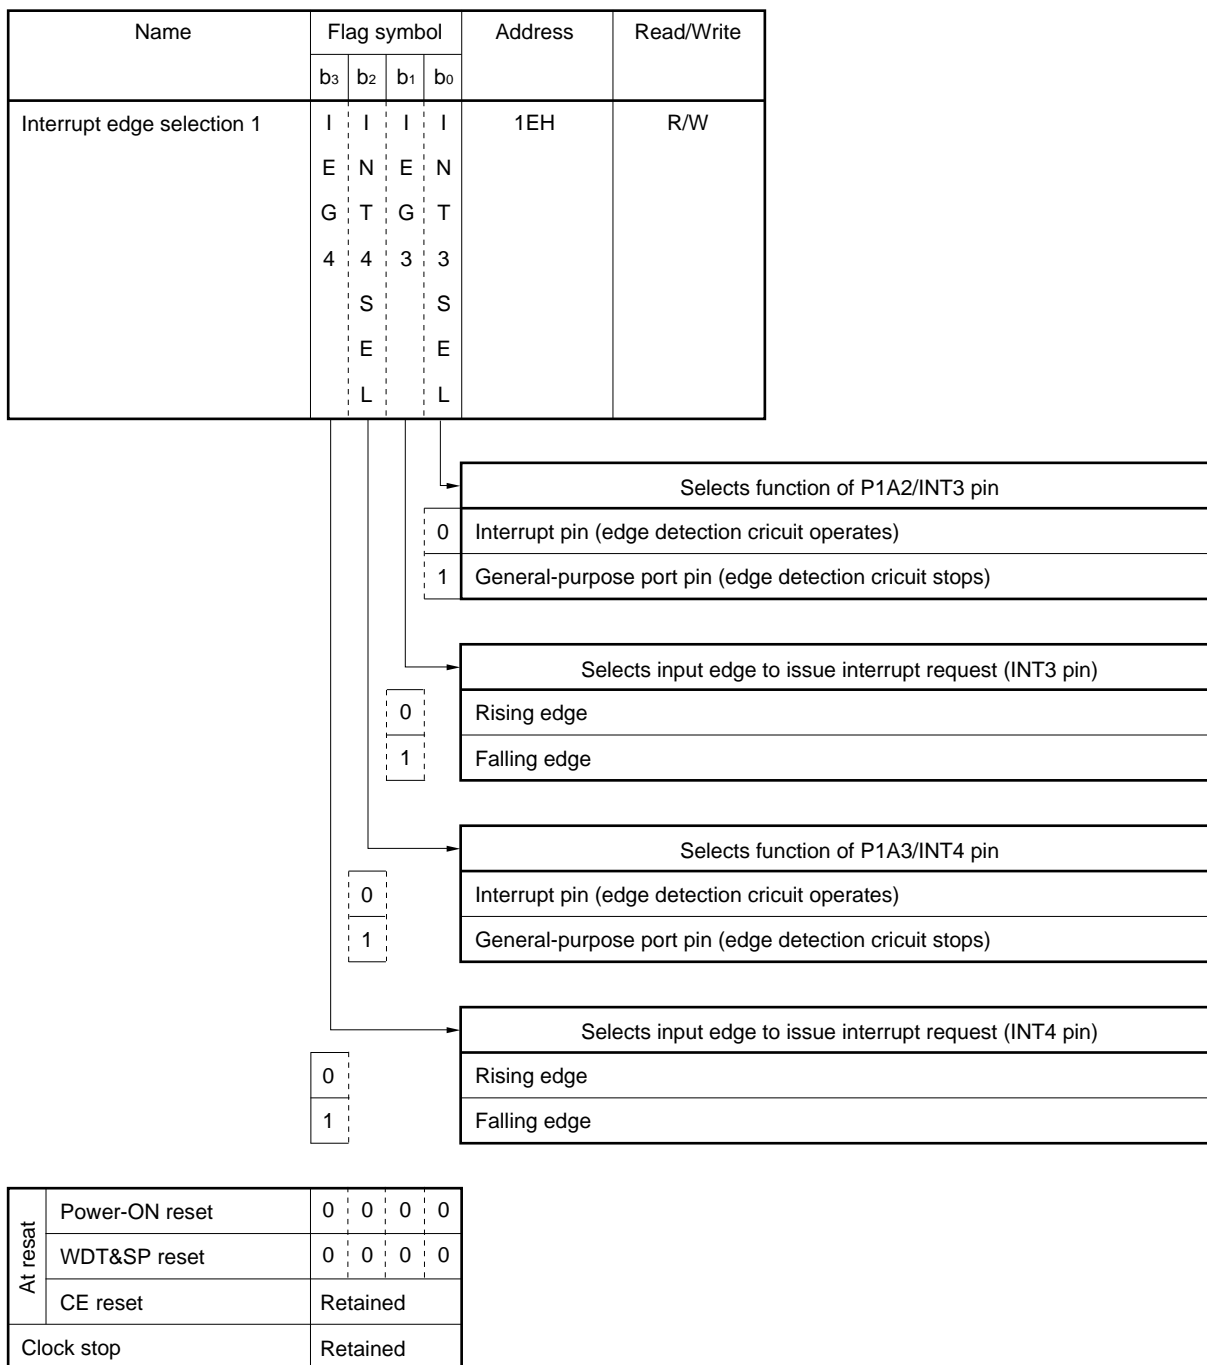 Name Flag symbol Address Read/Write
b3 b2 b1 b0
Interrupt edge selection 1 I I I I 1EH R/W
E N E N
G T G T
4 4 3 3
S S
E E
L L
Selects function of P1A2/INT3 pin
0 Interrupt pin (edge detection cricuit operates)
1 General-purpose port pin (edge detection cricuit stops)
Selects input edge to issue interrupt request (INT3 pin)
0 Rising edge
1 Falling edge
Selects function of P1A3/INT4 pin
0 Interrupt pin (edge detection cricuit operates)
1 General-purpose port pin (edge detection cricuit stops)
Selects input edge to issue interrupt request (INT4 pin)
0 Rising edge
1 Falling edge
At resat
Power-ON reset 0 0 0 0
WDT&SP reset 0 0 0 0
CE reset Retained
Clock stop Retained